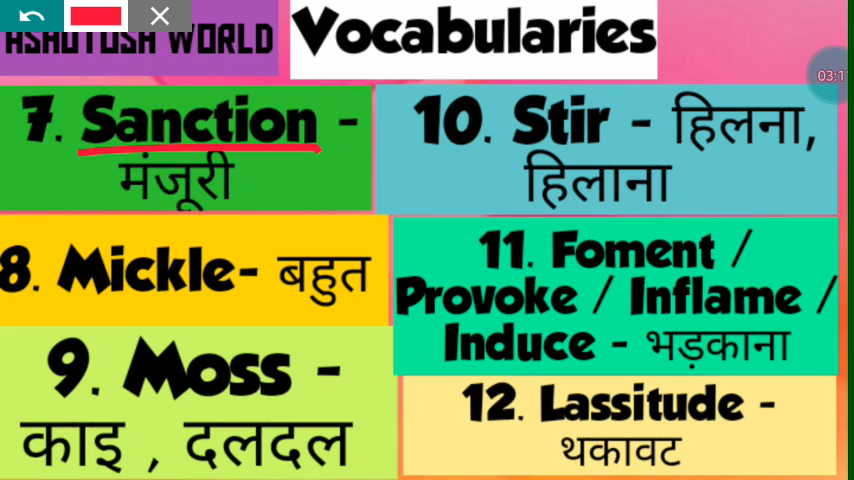 ASHUTOSH WORLD
Vocabularies
03:1
7. Sanction -
मंजूरी
8. Mickle- बहुत
9. Moss -
काइ , दलदल
10. Stir - हिलना,
हिलाना
11. Foment /
Provoke / Inflame /
Induce - भड़काना
12. Lassitude -
थकावट